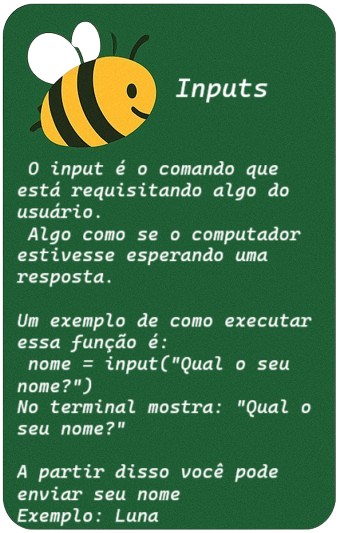 Inputs
O input é o comando que
está requisitando algo do
usuário.
Algo como se o computador
estivesse esperando uma
resposta.
Um exemplo de como executar
essa função é:
nome = input("Qual o seu
nome?")
No terminal mostra: "Qual o
seu nome?"
A partir disso você pode
enviar seu nome
Exemplo: Luna